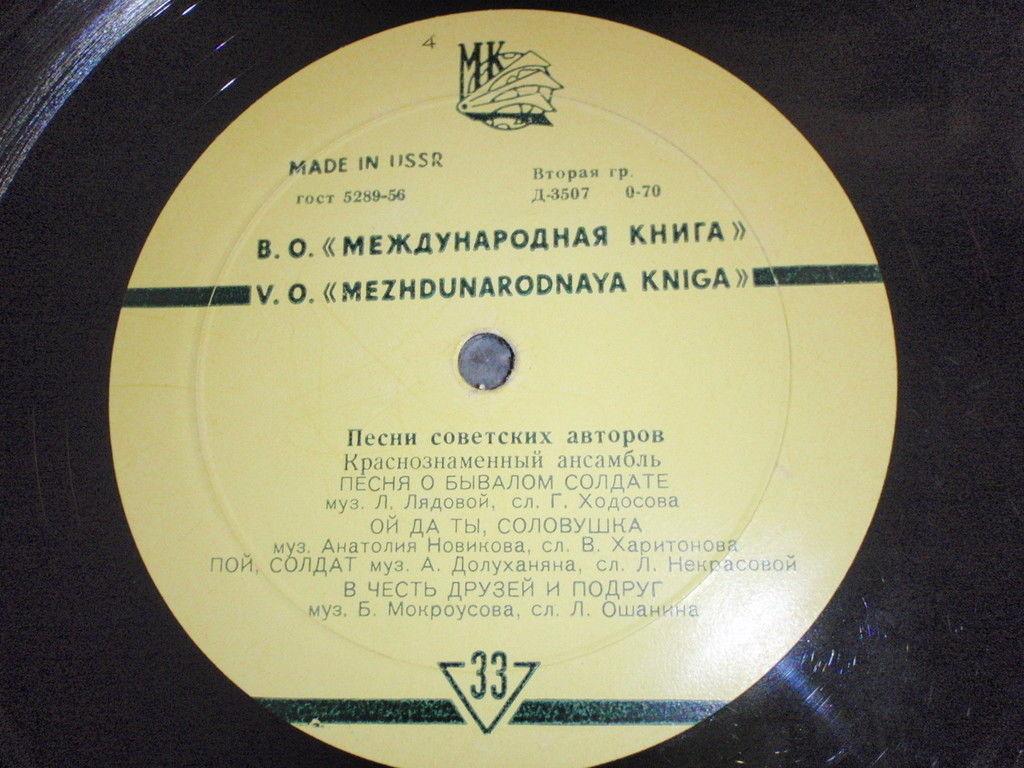 4
МК
MADE IN USSR
гост 5289-56
Вторая гр.
Д-3507 0-70
В. О. «МЕЖДУНАРОДНАЯ КНИГА»
V. O. «MEZHDUNARODNAYA KNIGA»
Песни советских авторов
Краснознаменный ансамбль
ПЕСНЯ О БЫВАЛОМ СОЛДАТЕ
муз. Л. Лядовой, сл. Г. Ходосова
ОЙ ДА ТЫ, СОЛОВУШКА
муз. Анатолия Новикова, сл. В. Харитонова
ПОЙ, СОЛДАТ муз. А. Долуханяна, сл. Л. Некрасовой
В ЧЕСТЬ ДРУЗЕЙ И ПОДРУГ
муз. Б. Мокроусова, сл. Л. Ошанина
33